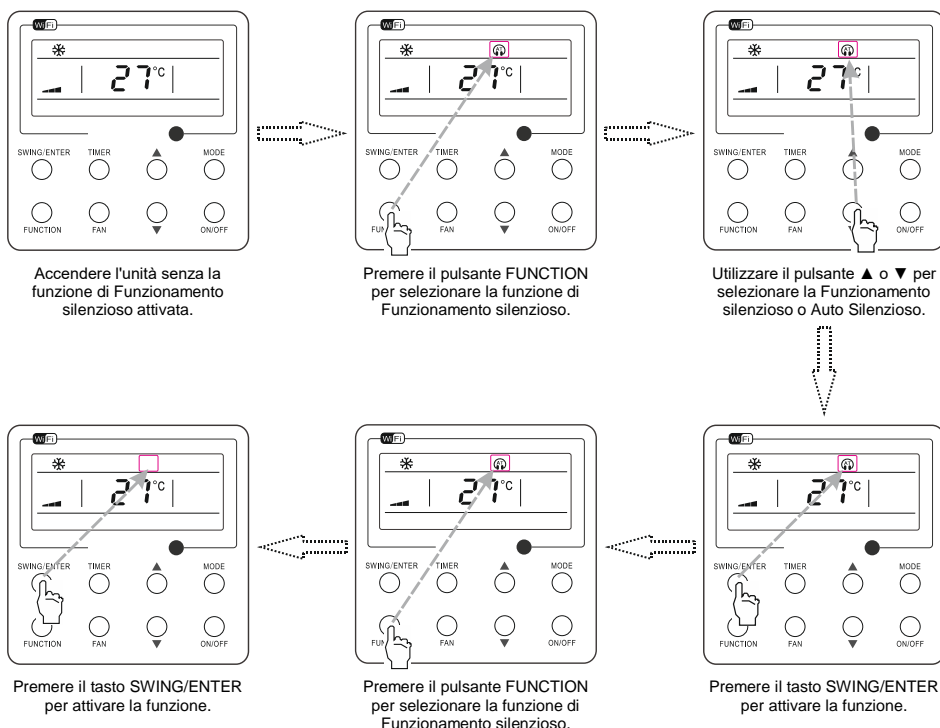 WiFi
27°C
SWING/ENTER TIMER ▲ MODE
FUNCTION FAN ▼ ON/OFF
Accendere l'unità senza la
funzione di Funzionamento
silenzioso attivata.
WiFi
27°C
SWING/ENTER TIMER ▲ MODE
FUN FAN ▼ ON/OFF
Premere il pulsante FUNCTION
per selezionare la funzione di
Funzionamento silenzioso.
WiFi
27°C
SWING/ENTER TIMER ▲ MODE
FUNCTION FAN ▼ ON/OFF
Utilizzare il pulsante ▲ o ▼ per
selezionare la Funzionamento
silenzioso o Auto Silenzioso.
WiFi
27°C
SWING/ENTER TIMER ▲ MODE
FUNCTION FAN ▼ ON/OFF
Premere il tasto SWING/ENTER
per attivare la funzione.
WiFi
27°C
SWING/ENTER TIMER ▲ MODE
FUN FAN ▼ ON/OFF
Premere il pulsante FUNCTION
per selezionare la funzione di
Funzionamento silenzioso.
WiFi
27°C
SWING/ENTER TIMER ▲ MODE
FUNCTION FAN ▼ ON/OFF
Premere il tasto SWING/ENTER
per attivare la funzione.